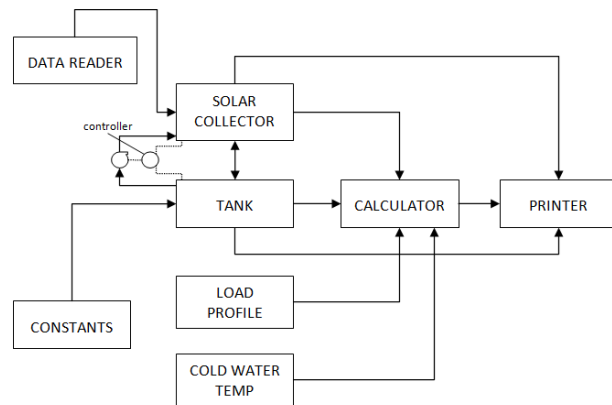 DATA READER
controller
SOLAR
COLLECTOR
TANK
CALCULATOR
PRINTER
LOAD
PROFILE
CONSTANTS
COLD WATER
TEMP